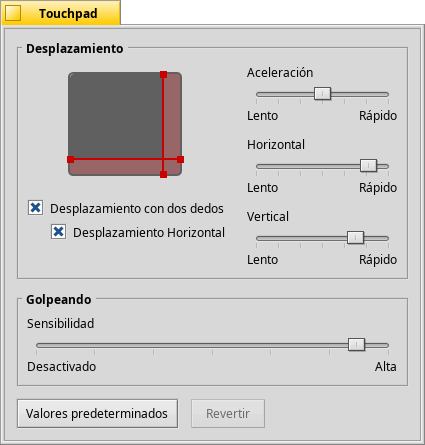 Touchpad
Desplazamiento
Aceleración
Lento Rápido
Horizontal
Lento Rápido
Desplazamiento con dos dedos
Desplazamiento Horizontal
Vertical
Lento Rápido
Golpeando
Sensibilidad
Desactivado Alta
Valores predeterminados Revertir